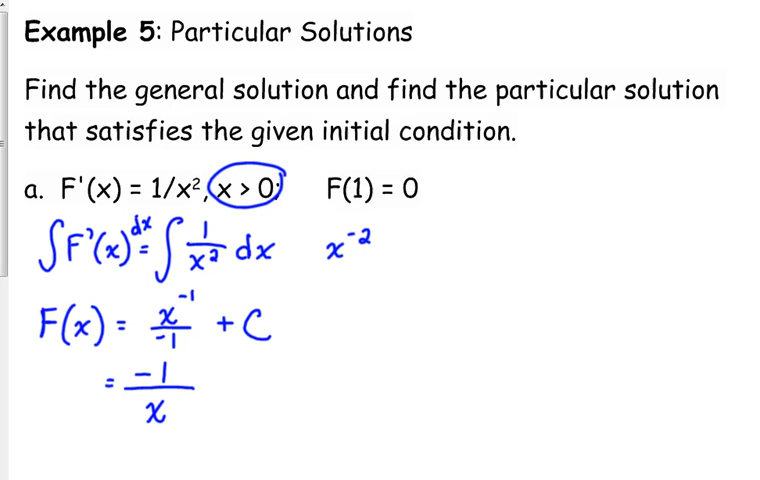 Example 5: Particular Solutions
Find the general solution and find the particular solution
that satisfies the given initial condition.
a. F'(x) = 1/x², x > 0; F(1) = 0
∫F'(x) dx = ∫ 1/x² dx x⁻²
F(x) = x⁻¹/-1 + C
= -1/x